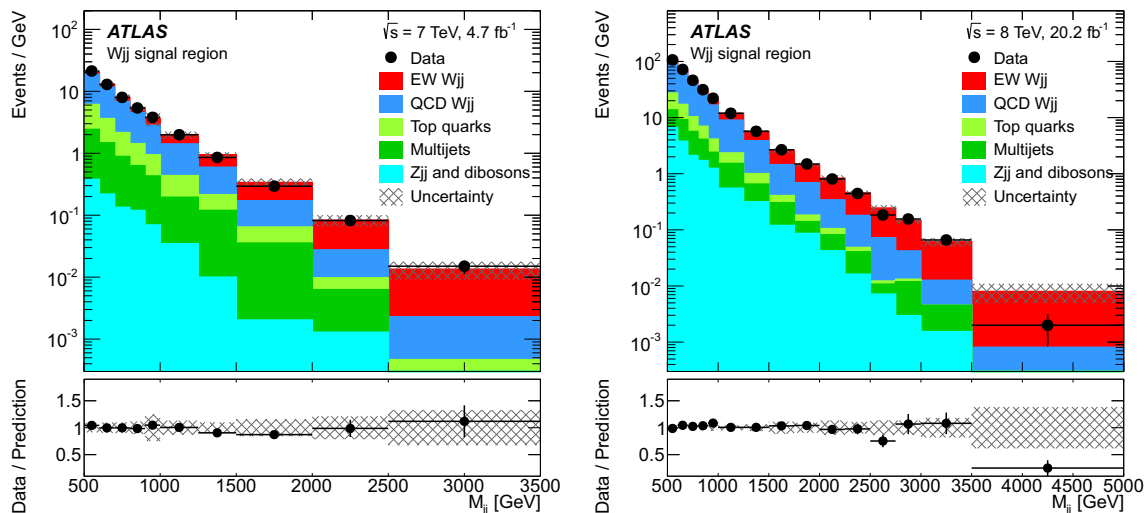 Events / GeV
10²
10
1
10⁻¹
10⁻²
10⁻³
ATLAS
Wjj signal region
√s = 7 TeV, 4.7 fb⁻¹
Data
EW Wjj
QCD Wjj
Top quarks
Multijets
Zjj and dibosons
Uncertainty
Data / Prediction
1.5
1
0.5
500 1000 1500 2000 2500 3000 3500
M_jj [GeV]
Events / GeV
10²
10
1
10⁻¹
10⁻²
10⁻³
ATLAS
Wjj signal region
√s = 8 TeV, 20.2 fb⁻¹
Data
EW Wjj
QCD Wjj
Top quarks
Multijets
Zjj and dibosons
Uncertainty
Data / Prediction
1.5
1
0.5
500 1000 1500 2000 2500 3000 3500 4000 4500 5000
M_jj [GeV]